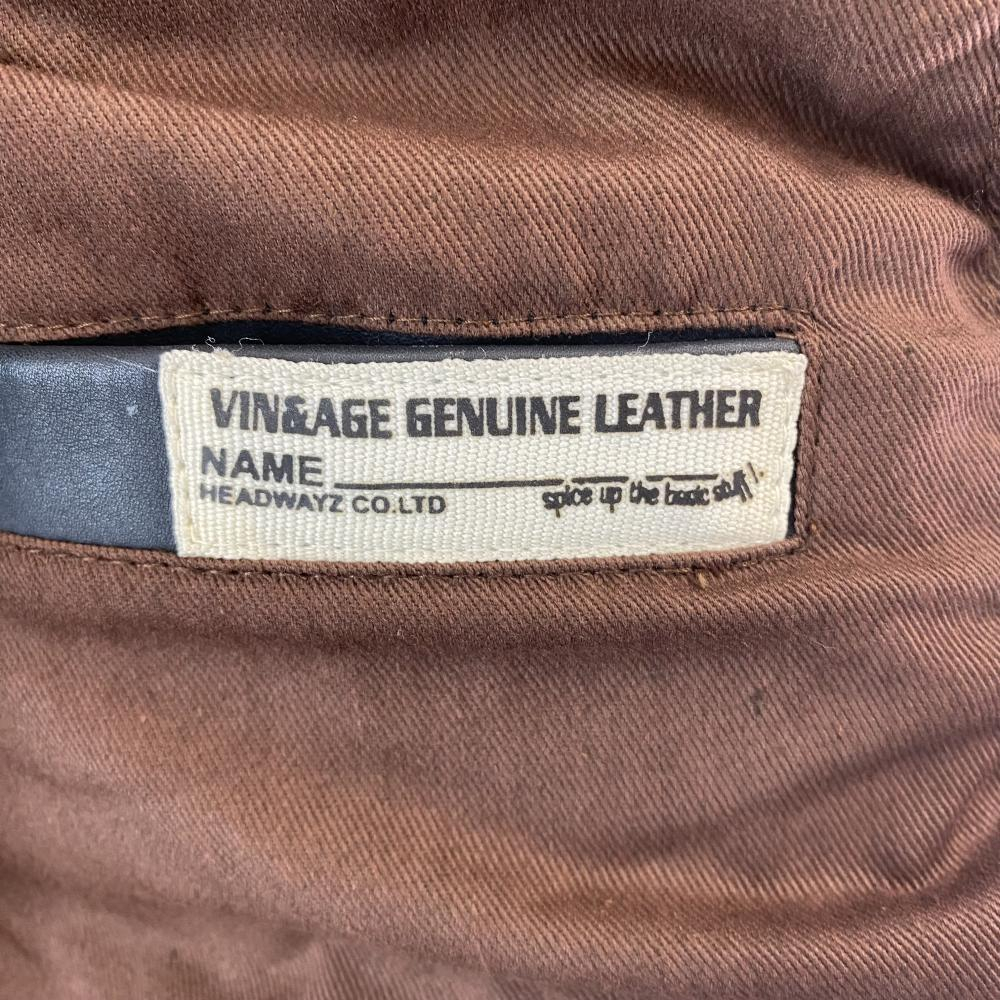 VIN&AGE GENUINE LEATHER
NAME
HEADWAYZ CO.LTD
spice up the basic stuff!